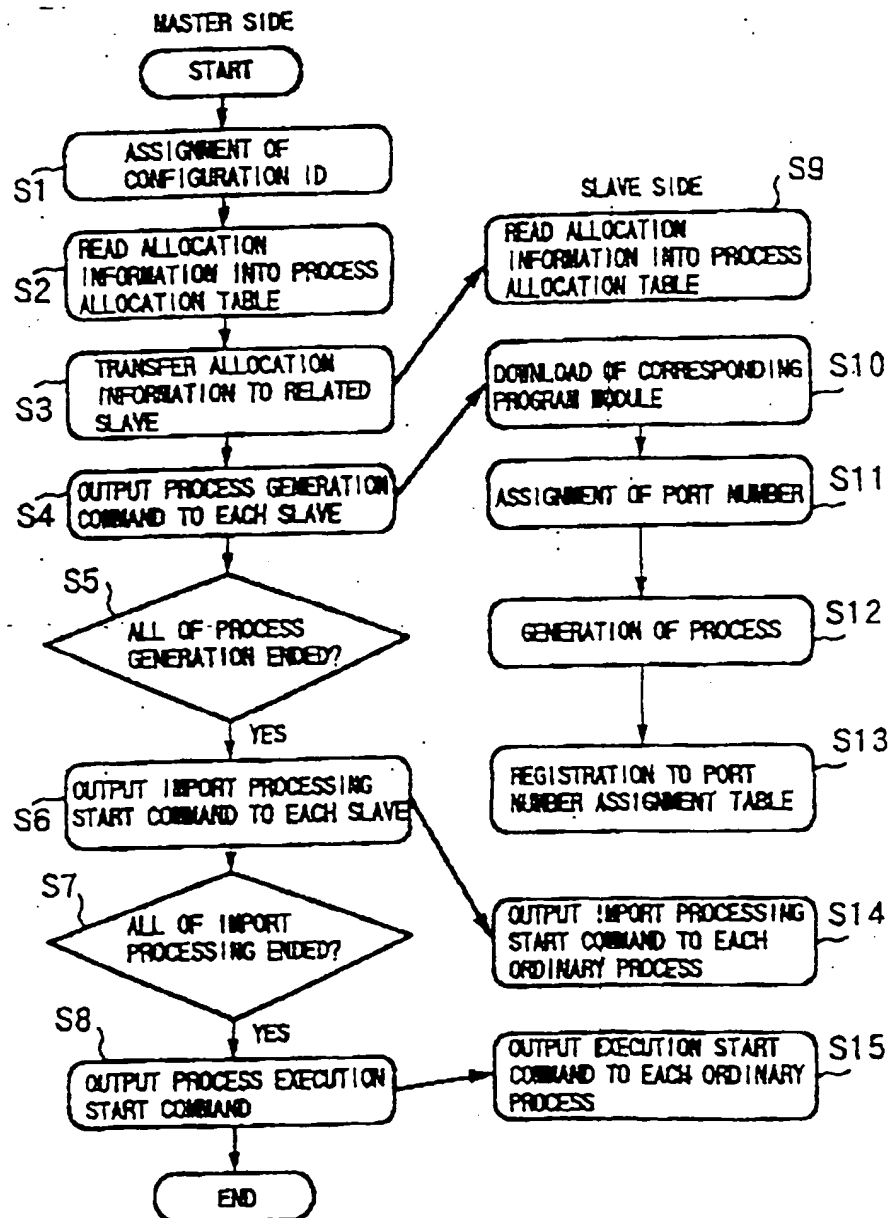 MASTER SIDE
START
S1
ASSIGNMENT OF
CONFIGURATION ID
S2
READ ALLOCATION
INFORMATION INTO PROCESS
ALLOCATION TABLE
S3
TRANSFER ALLOCATION
INFORMATION TO RELATED
SLAVE
S4
OUTPUT PROCESS GENERATION
COMMAND TO EACH SLAVE
S5
ALL OF PROCESS
GENERATION ENDED?
YES
S6
OUTPUT IMPORT PROCESSING
START COMMAND TO EACH SLAVE
S7
ALL OF IMPORT
PROCESSING ENDED?
YES
S8
OUTPUT PROCESS EXECUTION
START COMMAND
END
SLAVE SIDE
S9
READ ALLOCATION
INFORMATION INTO PROCESS
ALLOCATION TABLE
S10
DOWNLOAD OF CORRESPONDING
PROGRAM MODULE
S11
ASSIGNMENT OF PORT NUMBER
S12
GENERATION OF PROCESS
S13
REGISTRATION TO PORT
NUMBER ASSIGNMENT TABLE
S14
OUTPUT IMPORT PROCESSING
START COMMAND TO EACH
ORDINARY PROCESS
S15
OUTPUT EXECUTION START
COMMAND TO EACH ORDINARY
PROCESS